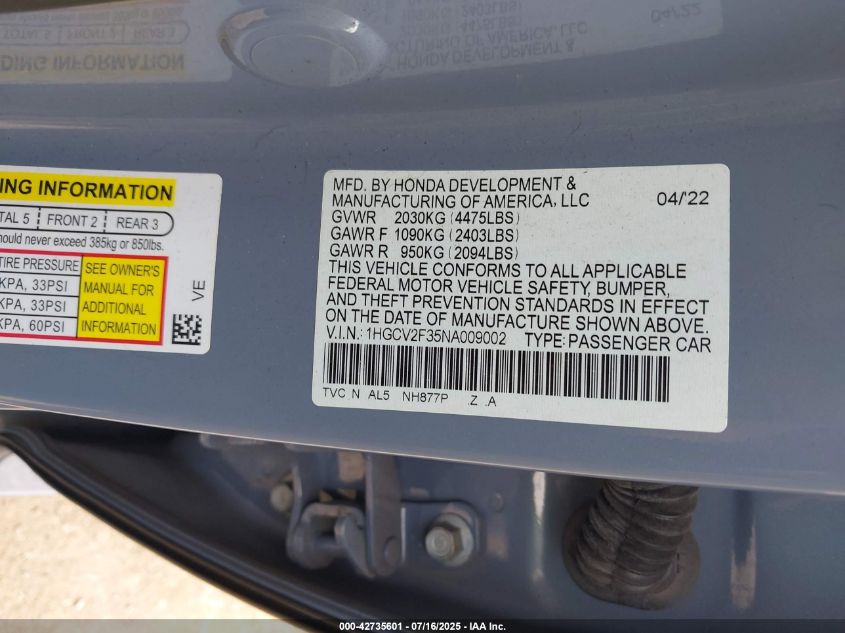 NG INFORMATION
TAL 5 FRONT 2 REAR 3
hould never exceed 385kg or 850lbs.
TIRE PRESSURE
KPA, 33PSI
KPA, 33PSI
KPA, 60PSI
SEE OWNER'S
MANUAL FOR
ADDITIONAL
INFORMATION
VE
MFD. BY HONDA DEVELOPMENT &
MANUFACTURING OF AMERICA, LLC 04/'22
GVWR 2030KG (4475LBS)
GAWR F 1090KG (2403LBS)
GAWR R 950KG (2094LBS)
THIS VEHICLE CONFORMS TO ALL APPLICABLE
FEDERAL MOTOR VEHICLE SAFETY, BUMPER,
AND THEFT PREVENTION STANDARDS IN EFFECT
ON THE DATE OF MANUFACTURE SHOWN ABOVE.
V.I.N.: 1HGCV2F35NA009002 TYPE: PASSENGER CAR
TVC N AL5 NH877P .Z .A
000-42735601 - 07/16/2025 - IAA Inc.